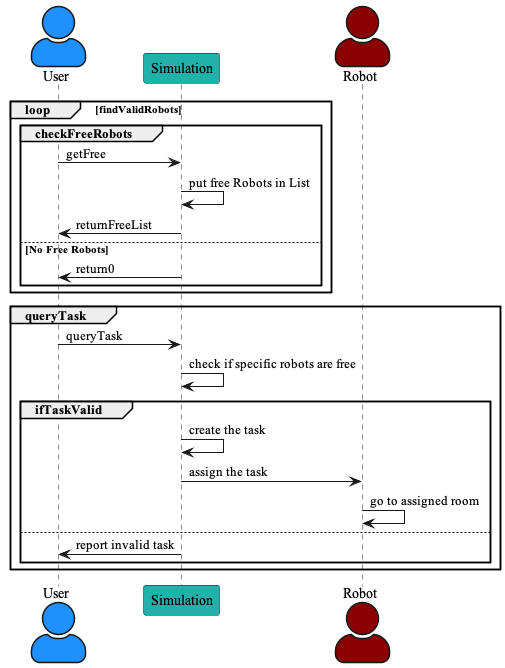 User
Simulation
Robot
loop
[findValidRobots]
checkFreeRobots
getFree
put free Robots in List
returnFreeList
[No Free Robots]
return0
queryTask
queryTask
check if specific robots are free
ifTaskValid
create the task
assign the task
go to assigned room
report invalid task
User
Simulation
Robot